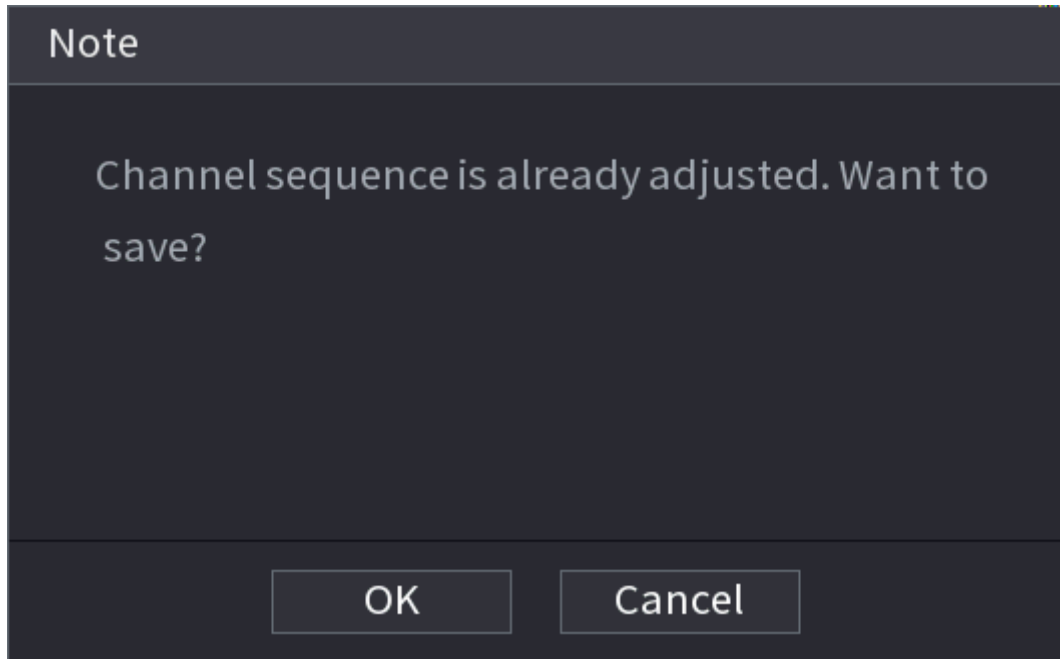 Note
Channel sequence is already adjusted. Want to
save?
OK
Cancel